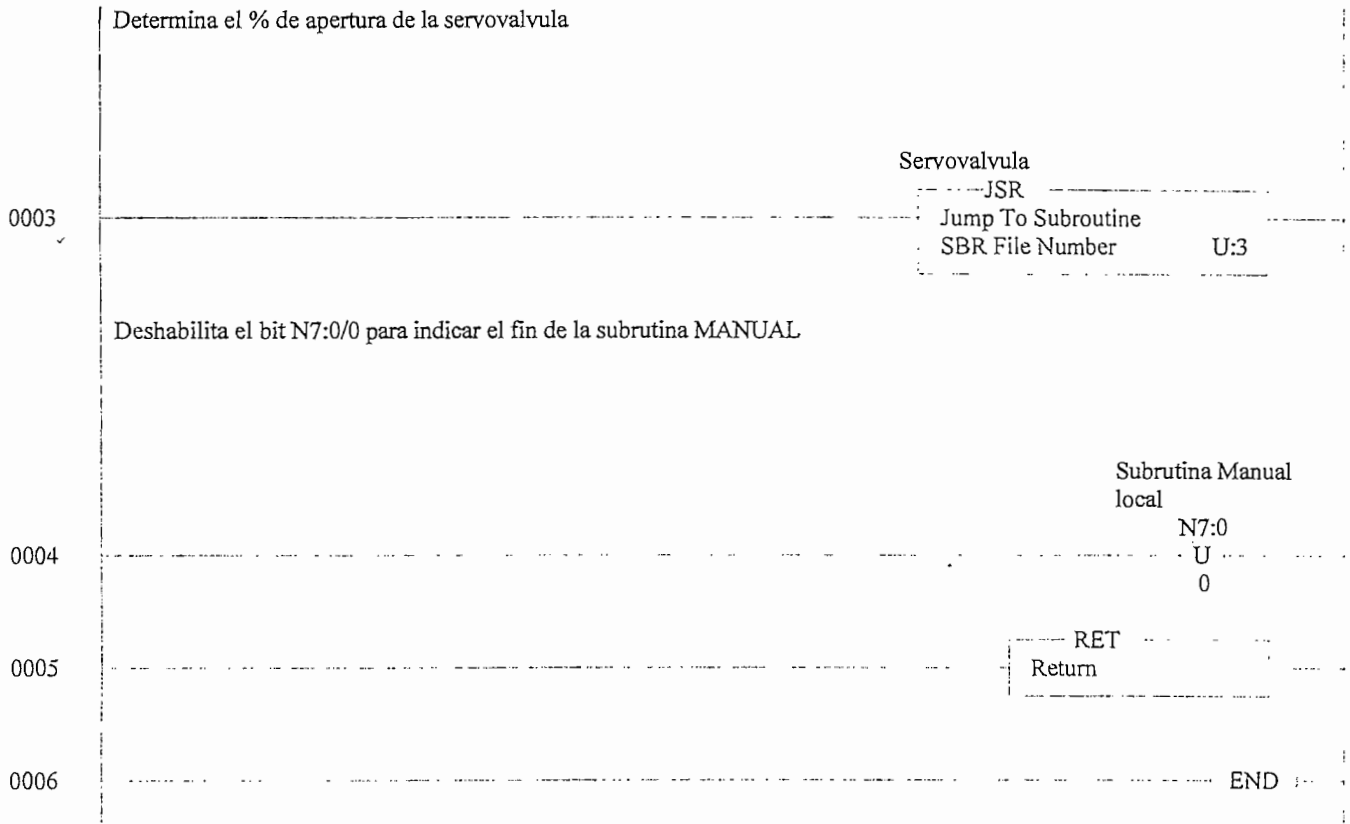 Determina el % de apertura de la servovalvula
Servovalvula
JSR
0003
Jump To Subroutine
SBR File Number U:3
Deshabilita el bit N7:0/0 para indicar el fin de la subrutina MANUAL
Subrutina Manual
local
N7:0
0004
U
0
RET
0005
Return
0006
END